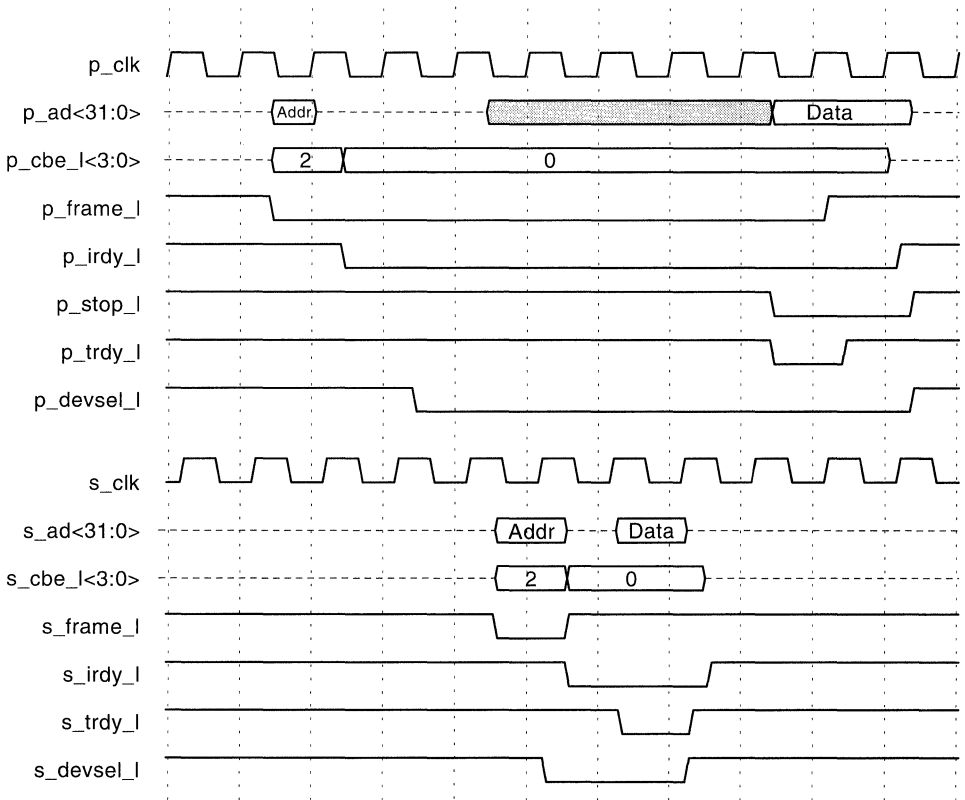 p_clk
p_ad<31:0> Addr. Data
p_cbe_l<3:0> 2 0
p_frame_l
p_irdy_l
p_stop_l
p_trdy_l
p_devsel_l
s_clk
s_ad<31:0> Addr Data
s_cbe_l<3:0> 2 0
s_frame_l
s_irdy_l
s_trdy_l
s_devsel_l